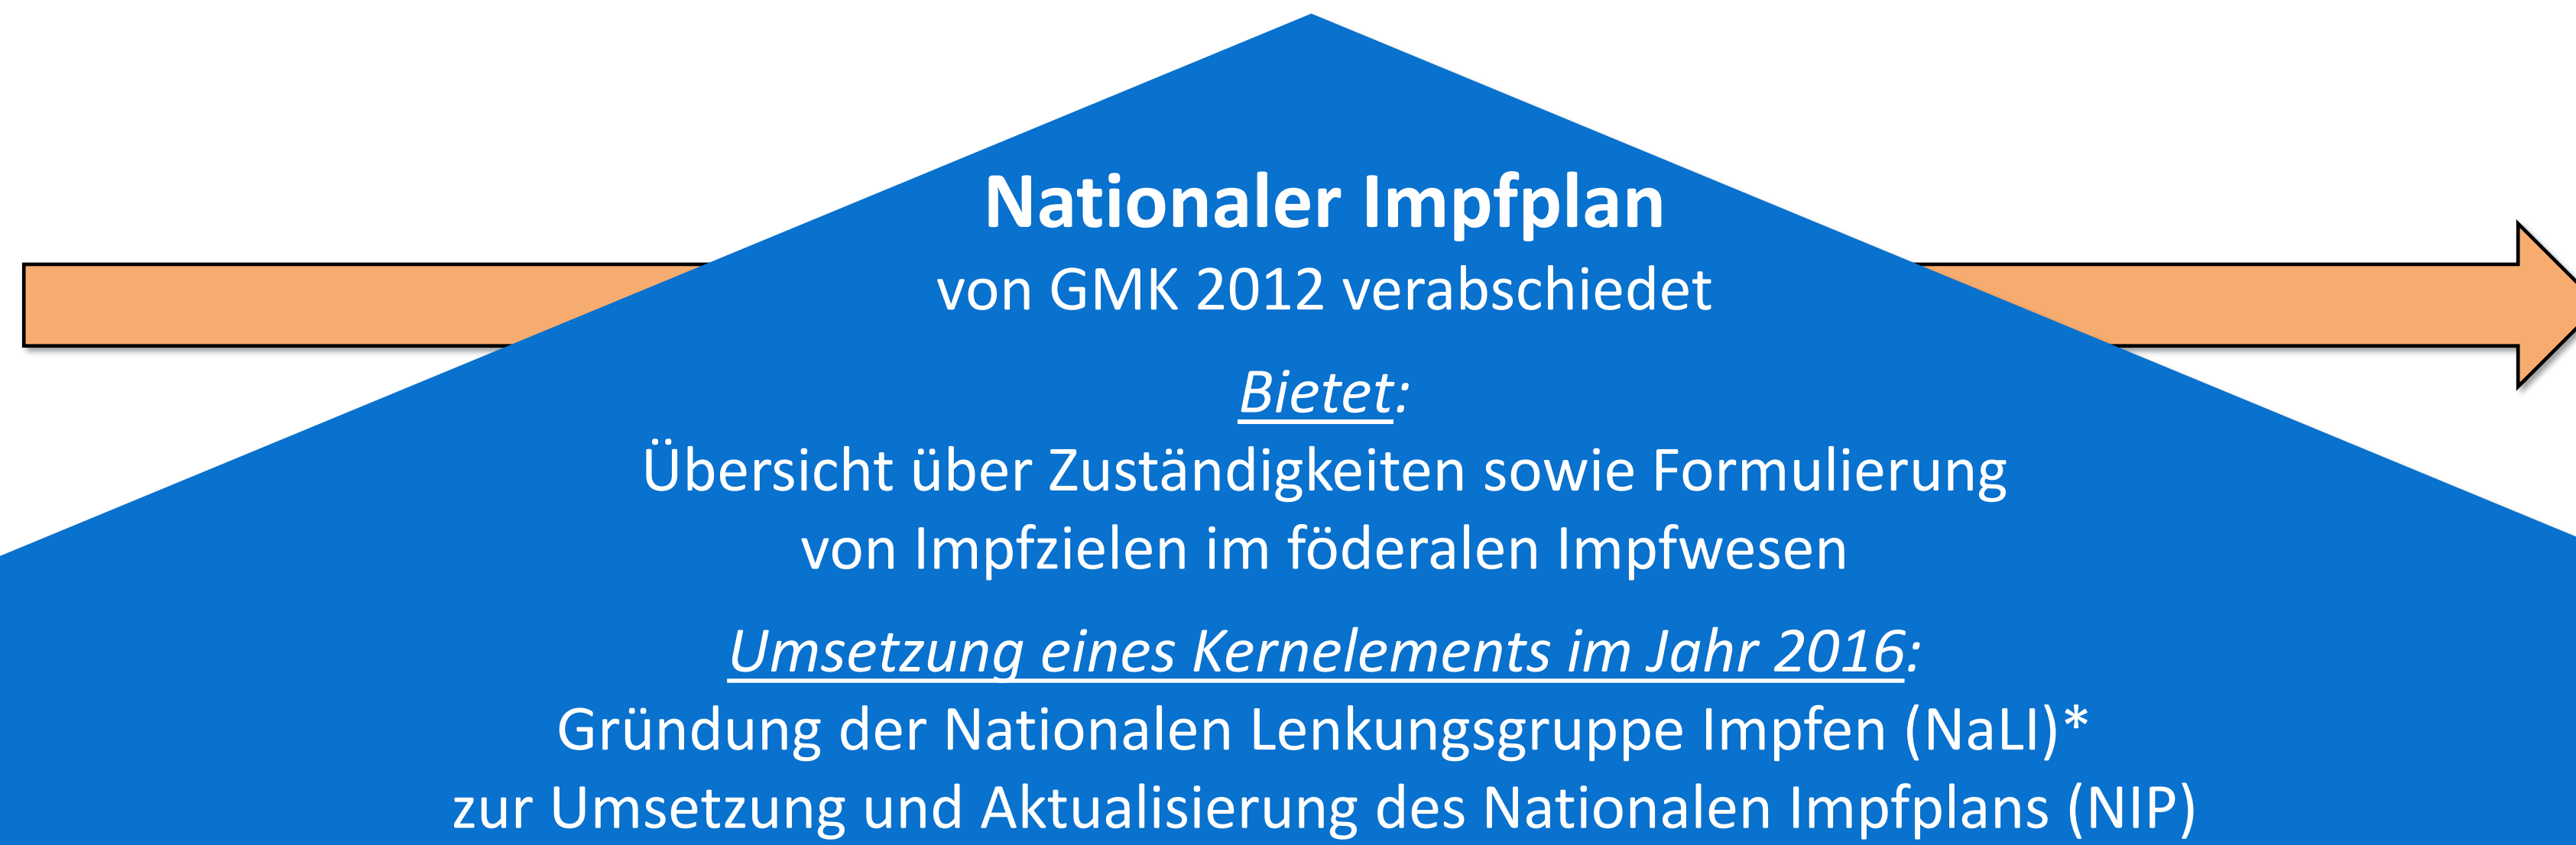 Nationaler Impfplan
von GMK 2012 verabschiedet
Bietet:
Übersicht über Zuständigkeiten sowie Formulierung
von Impfzielen im föderalen Impfwesen
Umsetzung eines Kernelements im Jahr 2016:
Gründung der Nationalen Lenkungsgruppe Impfen (NaLI)*
zur Umsetzung und Aktualisierung des Nationalen Impfplans (NIP)